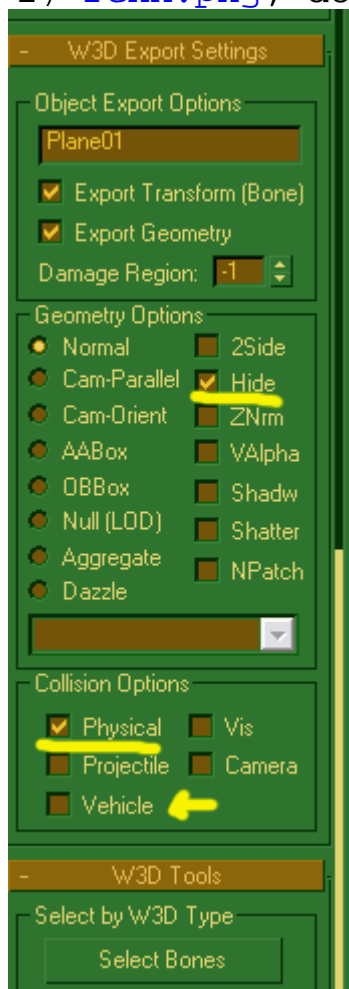 - W3D Export Settings
Object Export Options
Plane01
Export Transform (Bone)
Export Geometry
Damage Region: -1
Geometry Options
Normal 2Side
Cam-Parallel Hide
Cam-Orient ZNrm
AABox VAlpha
OBBox Shadw
Null (LOD) Shatter
Aggregate NPatch
Dazzle
Collision Options
Physical Vis
Projectile Camera
Vehicle
- W3D Tools
Select by W3D Type
Select Bones